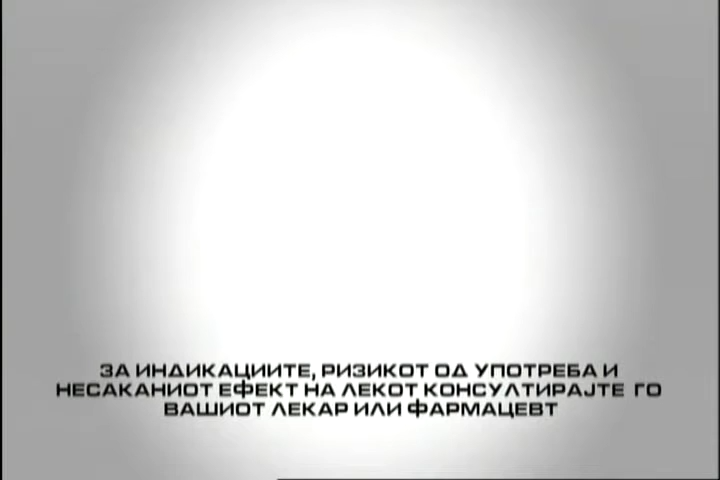 ЗА ИНДИКАЦИИТЕ, РИЗИКОТ ОД УПОТРЕБА И
НЕСАКАНИОТ ЕФЕКТ НА ЛЕКОТ КОНСУЛТИРАЈТЕ ГО
ВАШИОТ ЛЕКАР ИЛИ ФАРМАЦЕВТ